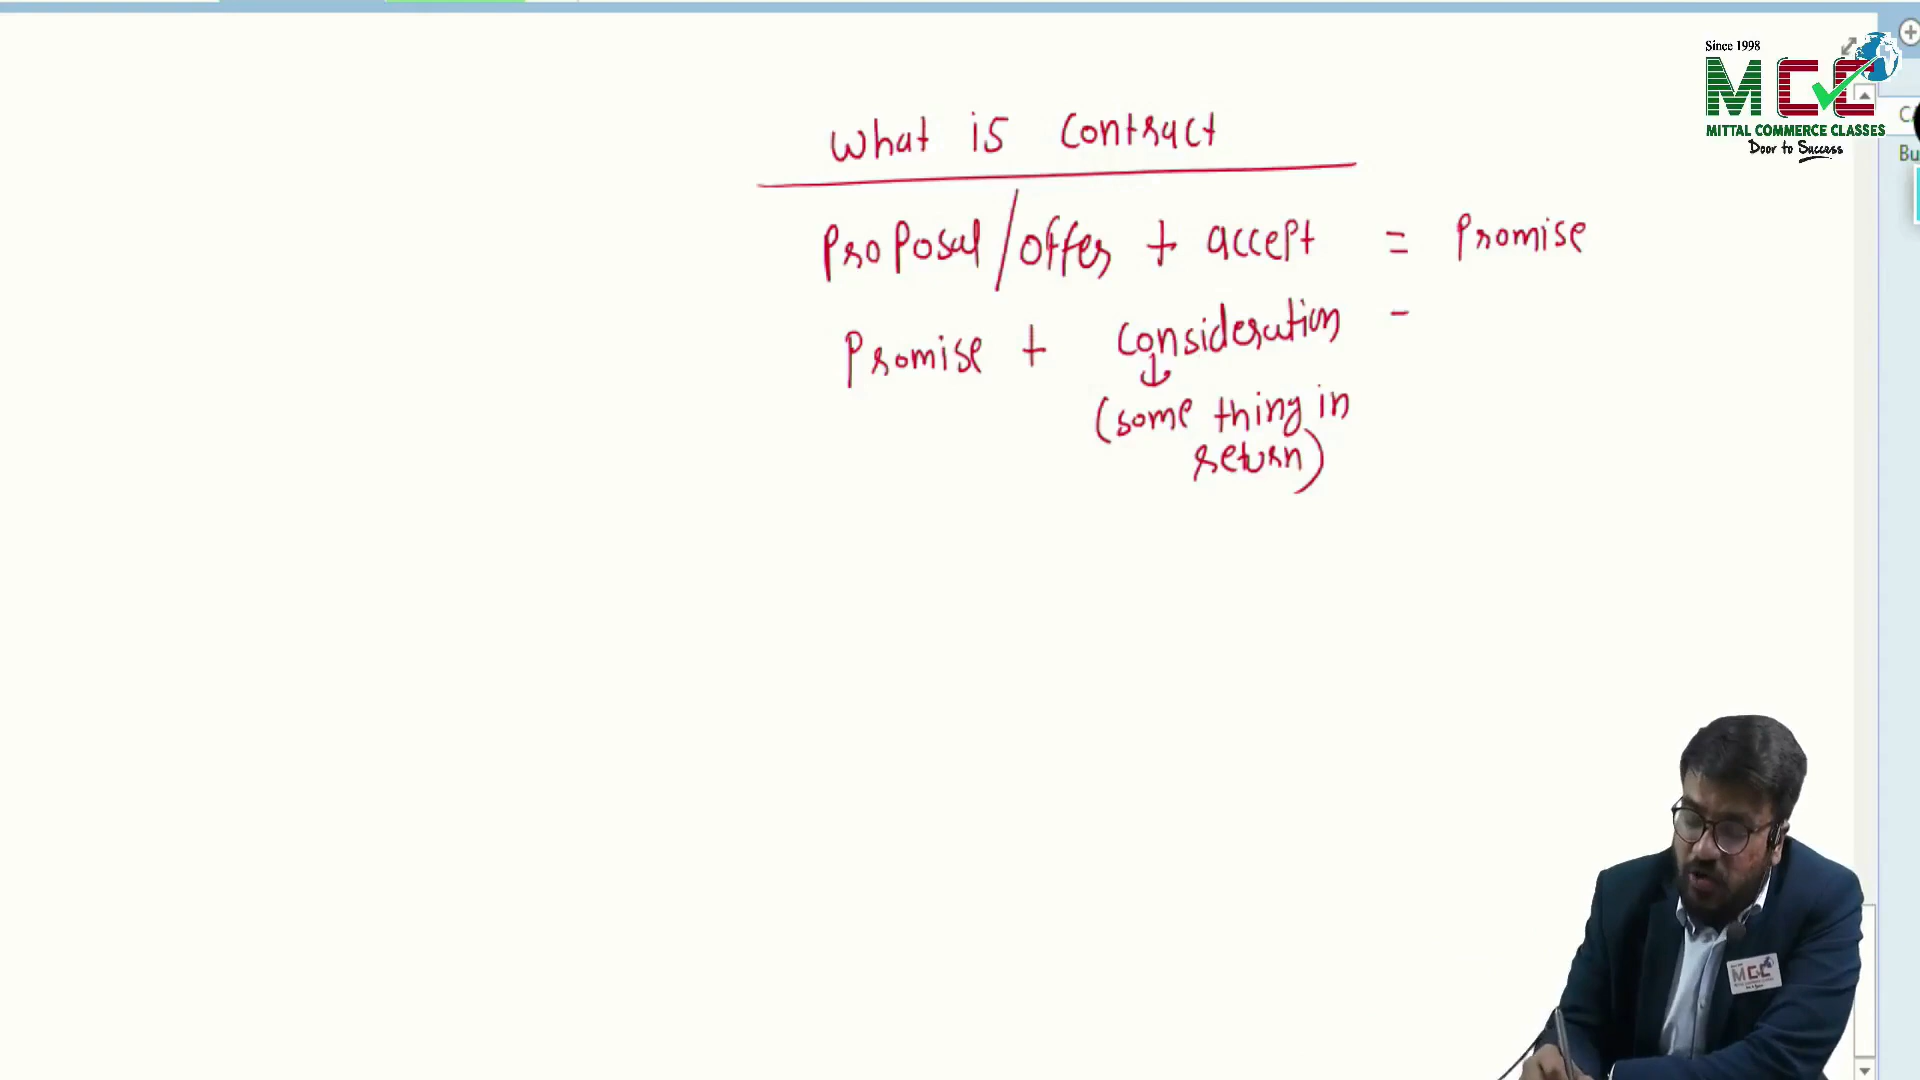 Since 1998
MCC
MITTAL COMMERCE CLASSES
Door to Success
What is Contract
Proposal/offer + accept = Promise
Promise + Consideration -
(some thing in
return)
MCC